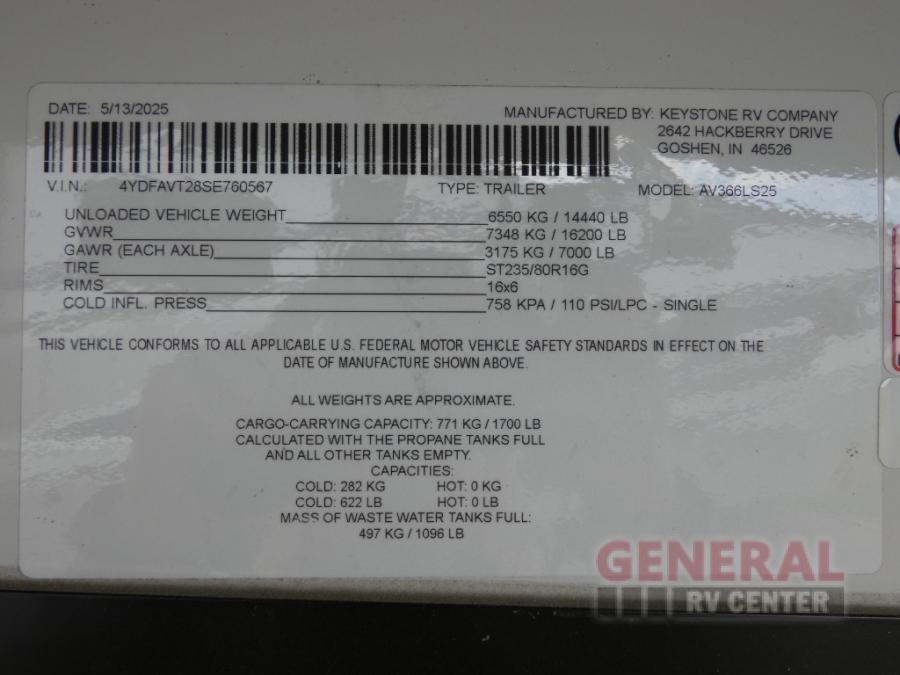 DATE: 5/13/2025
MANUFACTURED BY: KEYSTONE RV COMPANY
2642 HACKBERRY DRIVE
GOSHEN, IN 46526
V.I.N.: 4YDFAVT28SE760567 TYPE: TRAILER MODEL: AV366LS25
UNLOADED VEHICLE WEIGHT 6550 KG / 14440 LB
GVWR 7348 KG / 16200 LB
GAWR (EACH AXLE) 3175 KG / 7000 LB
TIRE ST235/80R16G
RIMS 16x6
COLD INFL. PRESS 758 KPA / 110 PSI/LPC - SINGLE
THIS VEHICLE CONFORMS TO ALL APPLICABLE U.S. FEDERAL MOTOR VEHICLE SAFETY STANDARDS IN EFFECT ON THE
DATE OF MANUFACTURE SHOWN ABOVE.
ALL WEIGHTS ARE APPROXIMATE.
CARGO-CARRYING CAPACITY: 771 KG / 1700 LB
CALCULATED WITH THE PROPANE TANKS FULL
AND ALL OTHER TANKS EMPTY.
CAPACITIES:
COLD: 282 KG HOT: 0 KG
COLD: 622 LB HOT: 0 LB
MASS OF WASTE WATER TANKS FULL:
497 KG / 1096 LB
GENERAL
RV CENTER